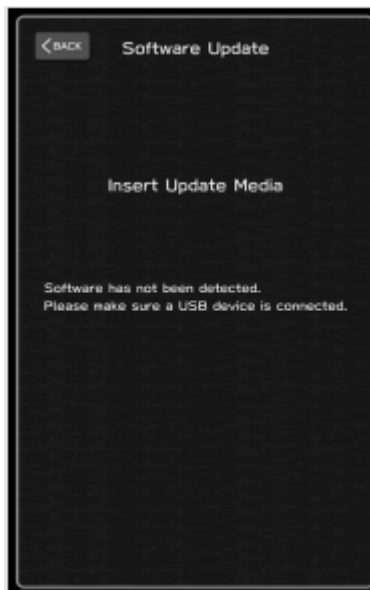 BACK
Software Update
Insert Update Media
Software has not been detected.
Please make sure a USB device is connected.